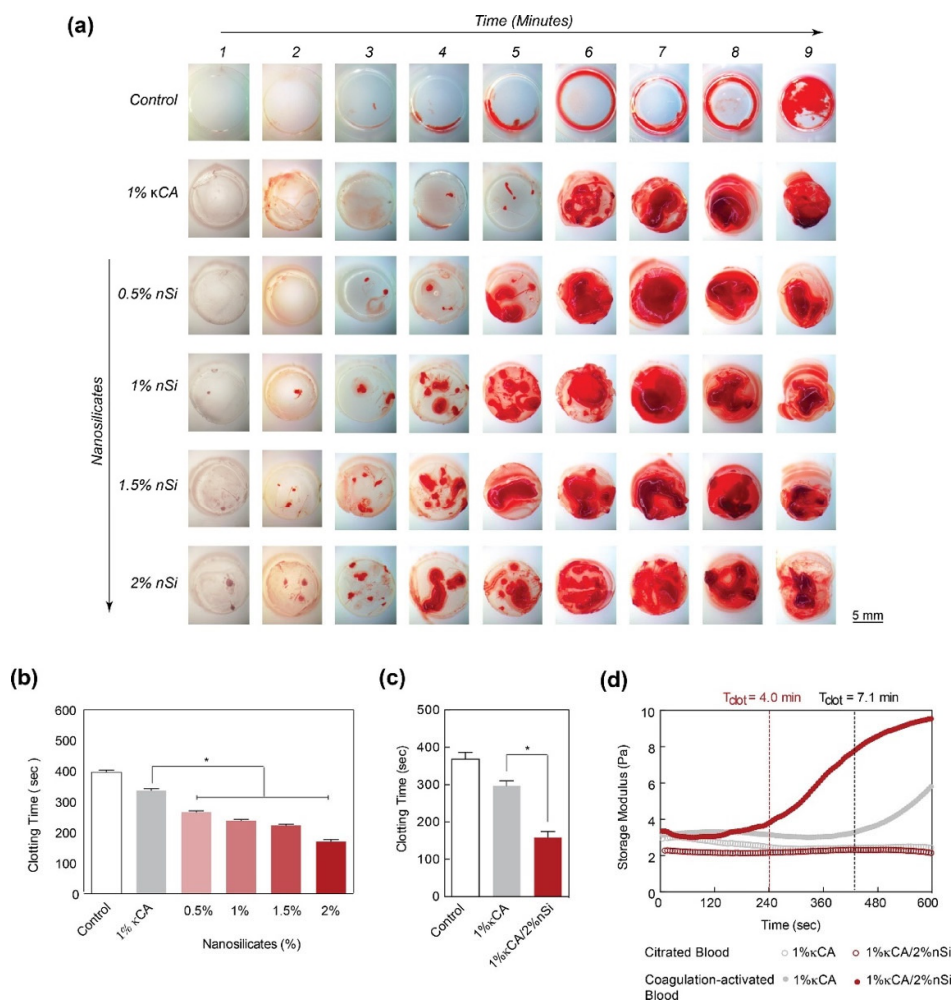 (a)
Time (Minutes)
1 2 3 4 5 6 7 8 9
Control
1% κCA
0.5% nSi
1% nSi
1.5% nSi
2% nSi
Nanosilicates
5 mm
(b)
600
500
400
300
200
100
0
Clotting Time ( sec )
*
Control
1% κCA
0.5% 1% 1.5% 2%
Nanosilicates (%)
(c)
500
400
300
200
100
0
Clotting Time (sec)
*
Control
1%κCA
1%κCA/2%nSi
(d)
Tclot = 4.0 min Tclot = 7.1 min
10
8
6
4
2
0
Storage Modulus (Pa)
0 120 240 360 480 600
Time (sec)
Citrated Blood 1%κCA 1%κCA/2%nSi
Coagulation-activated 1%κCA 1%κCA/2%nSi
Blood